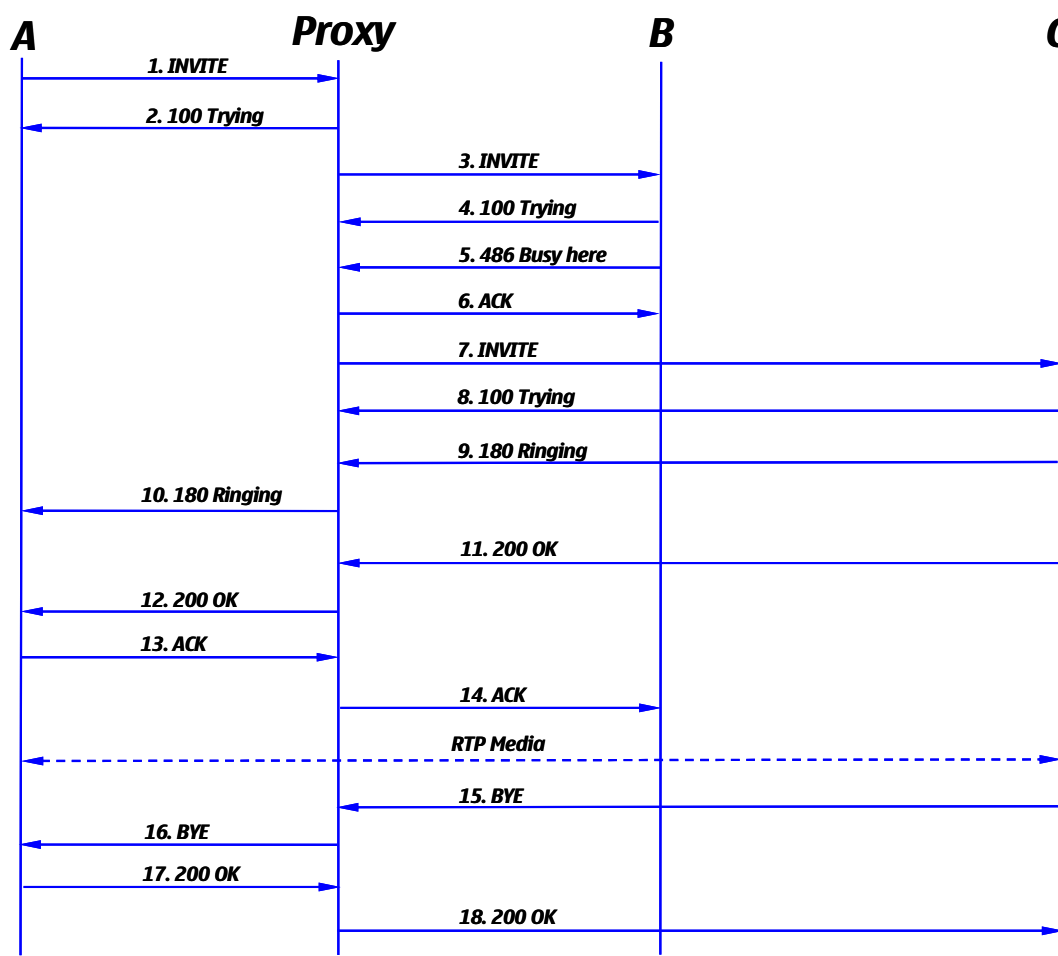 A Proxy B
1. INVITE
2. 100 Trying
3. INVITE
4. 100 Trying
5. 486 Busy here
6. ACK
7. INVITE
8. 100 Trying
9. 180 Ringing
10. 180 Ringing
11. 200 OK
12. 200 OK
13. ACK
14. ACK
RTP Media
15. BYE
16. BYE
17. 200 OK
18. 200 OK